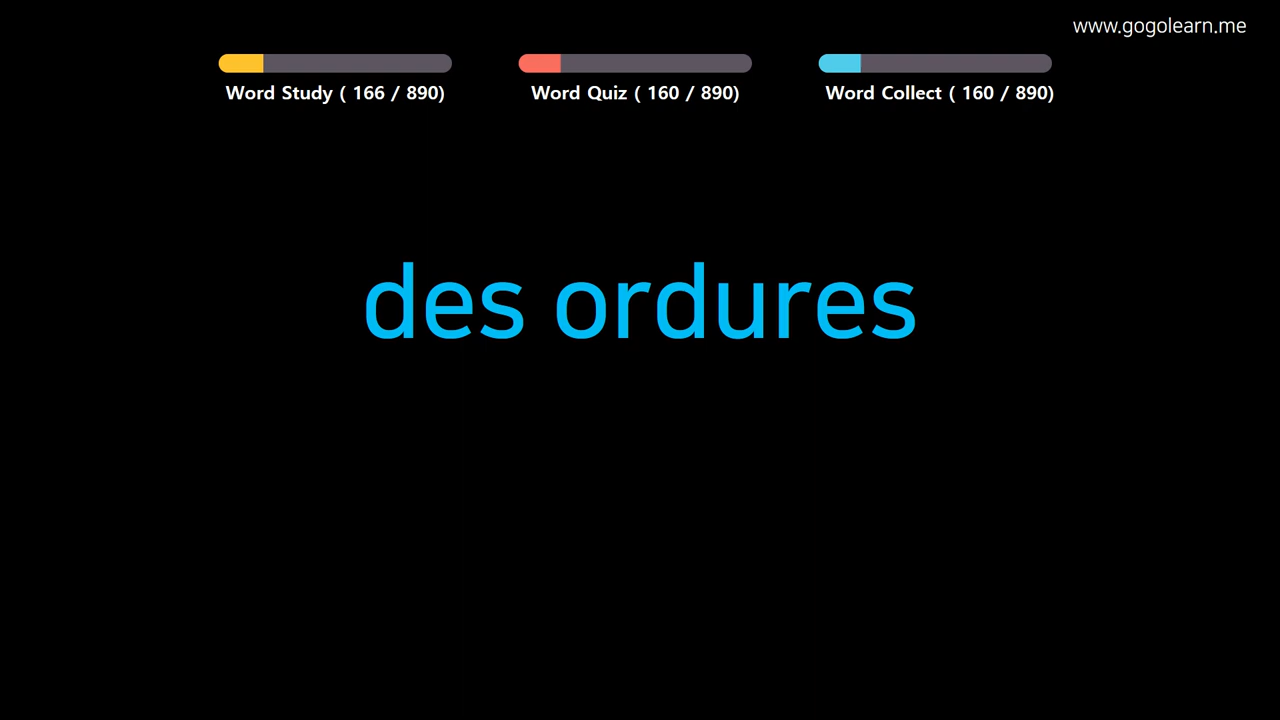 www.gogolearn.me
Word Study ( 166 / 890)
Word Quiz ( 160 / 890)
Word Collect ( 160 / 890)
des ordures